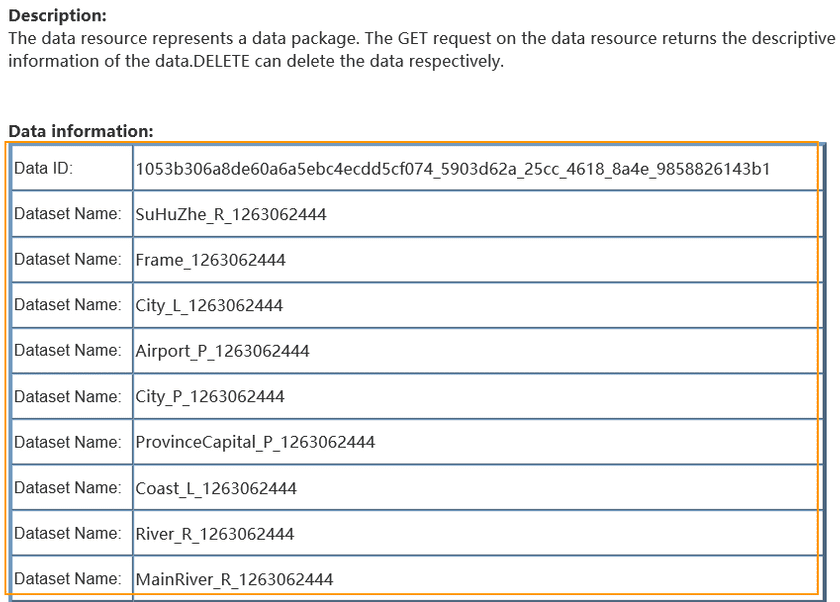 Description:
The data resource represents a data package. The GET request on the data resource returns the descriptive
information of the data.DELETE can delete the data respectively.
Data information:
Data ID: 1053b306a8de60a6a5ebc4ecdd5cf074_5903d62a_25cc_4618_8a4e_9858826143b1
Dataset Name: SuHuZhe_R_1263062444
Dataset Name: Frame_1263062444
Dataset Name: City_L_1263062444
Dataset Name: Airport_P_1263062444
Dataset Name: City_P_1263062444
Dataset Name: ProvinceCapital_P_1263062444
Dataset Name: Coast_L_1263062444
Dataset Name: River_R_1263062444
Dataset Name: MainRiver_R_1263062444